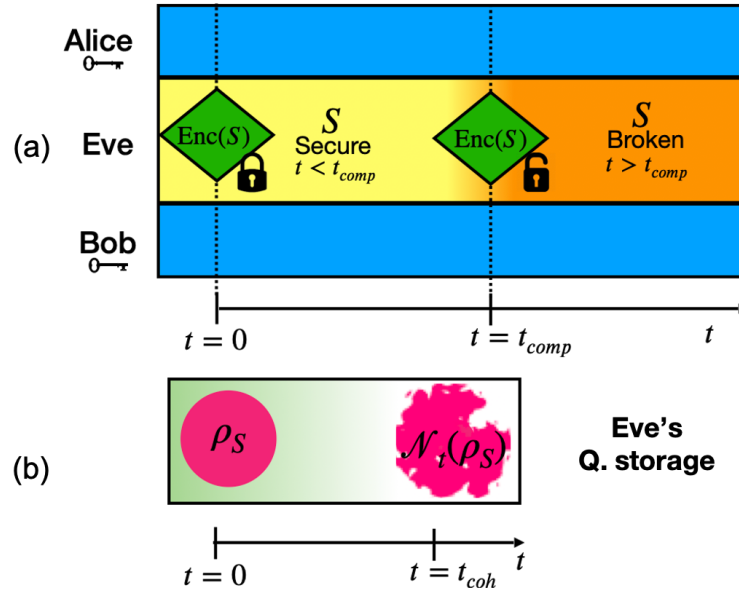 Alice
(a)
Eve
Enc(S)
S
Secure
t < t_comp
Enc(S)
S
Broken
t > t_comp
Bob
t = 0
t = t_comp
t
(b)
ρ_S
𝒩_t(ρ_S)
Eve's
Q. storage
t = 0
t = t_coh
t